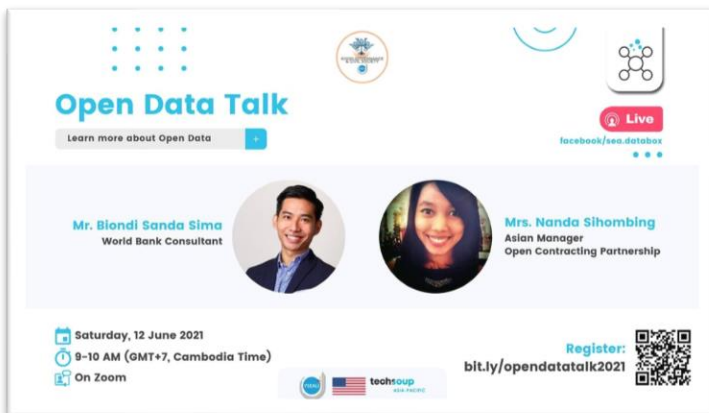 Open Data Talk
Learn more about Open Data
Live
facebook/sea.databox
Mr. Biondi Sanda Sima
World Bank Consultant
Mrs. Nanda Sihombing
Asian Manager
Open Contracting Partnership
Saturday, 12 June 2021
9-10 AM (GMT+7, Cambodia Time)
On Zoom
techsoup
ASIA PACIFIC
Register:
bit.ly/opendatatalk2021